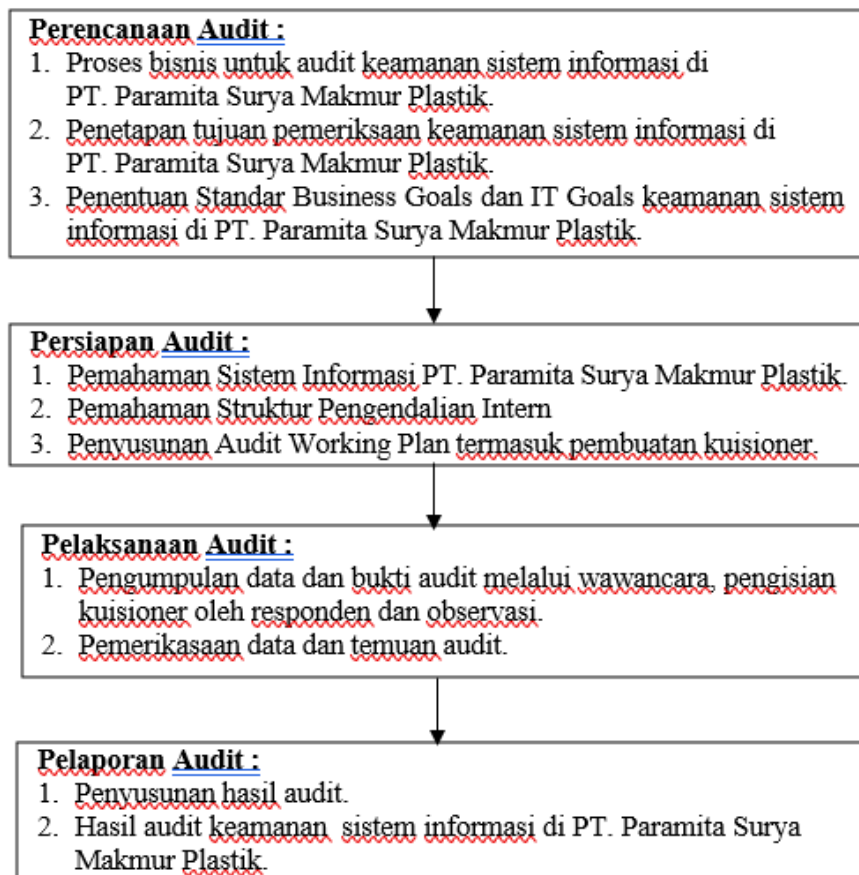 Perencanaan Audit :
1. Proses bisnis untuk audit keamanan sistem informasi di
PT. Paramita Surya Makmur Plastik.
2. Penetapan tujuan pemeriksaan keamanan sistem informasi di
PT. Paramita Surya Makmur Plastik.
3. Penentuan Standar Business Goals dan IT Goals keamanan sistem
informasi di PT. Paramita Surya Makmur Plastik.
Persiapan Audit :
1. Pemahaman Sistem Informasi PT. Paramita Surya Makmur Plastik.
2. Pemahaman Struktur Pengendalian Intern
3. Penyusunan Audit Working Plan termasuk pembuatan kuisioner.
Pelaksanaan Audit :
1. Pengumpulan data dan bukti audit melalui wawancara, pengisian
kuisioner oleh responden dan observasi.
2. Pemerikasaan data dan temuan audit.
Pelaporan Audit :
1. Penyusunan hasil audit.
2. Hasil audit keamanan sistem informasi di PT. Paramita Surya
Makmur Plastik.